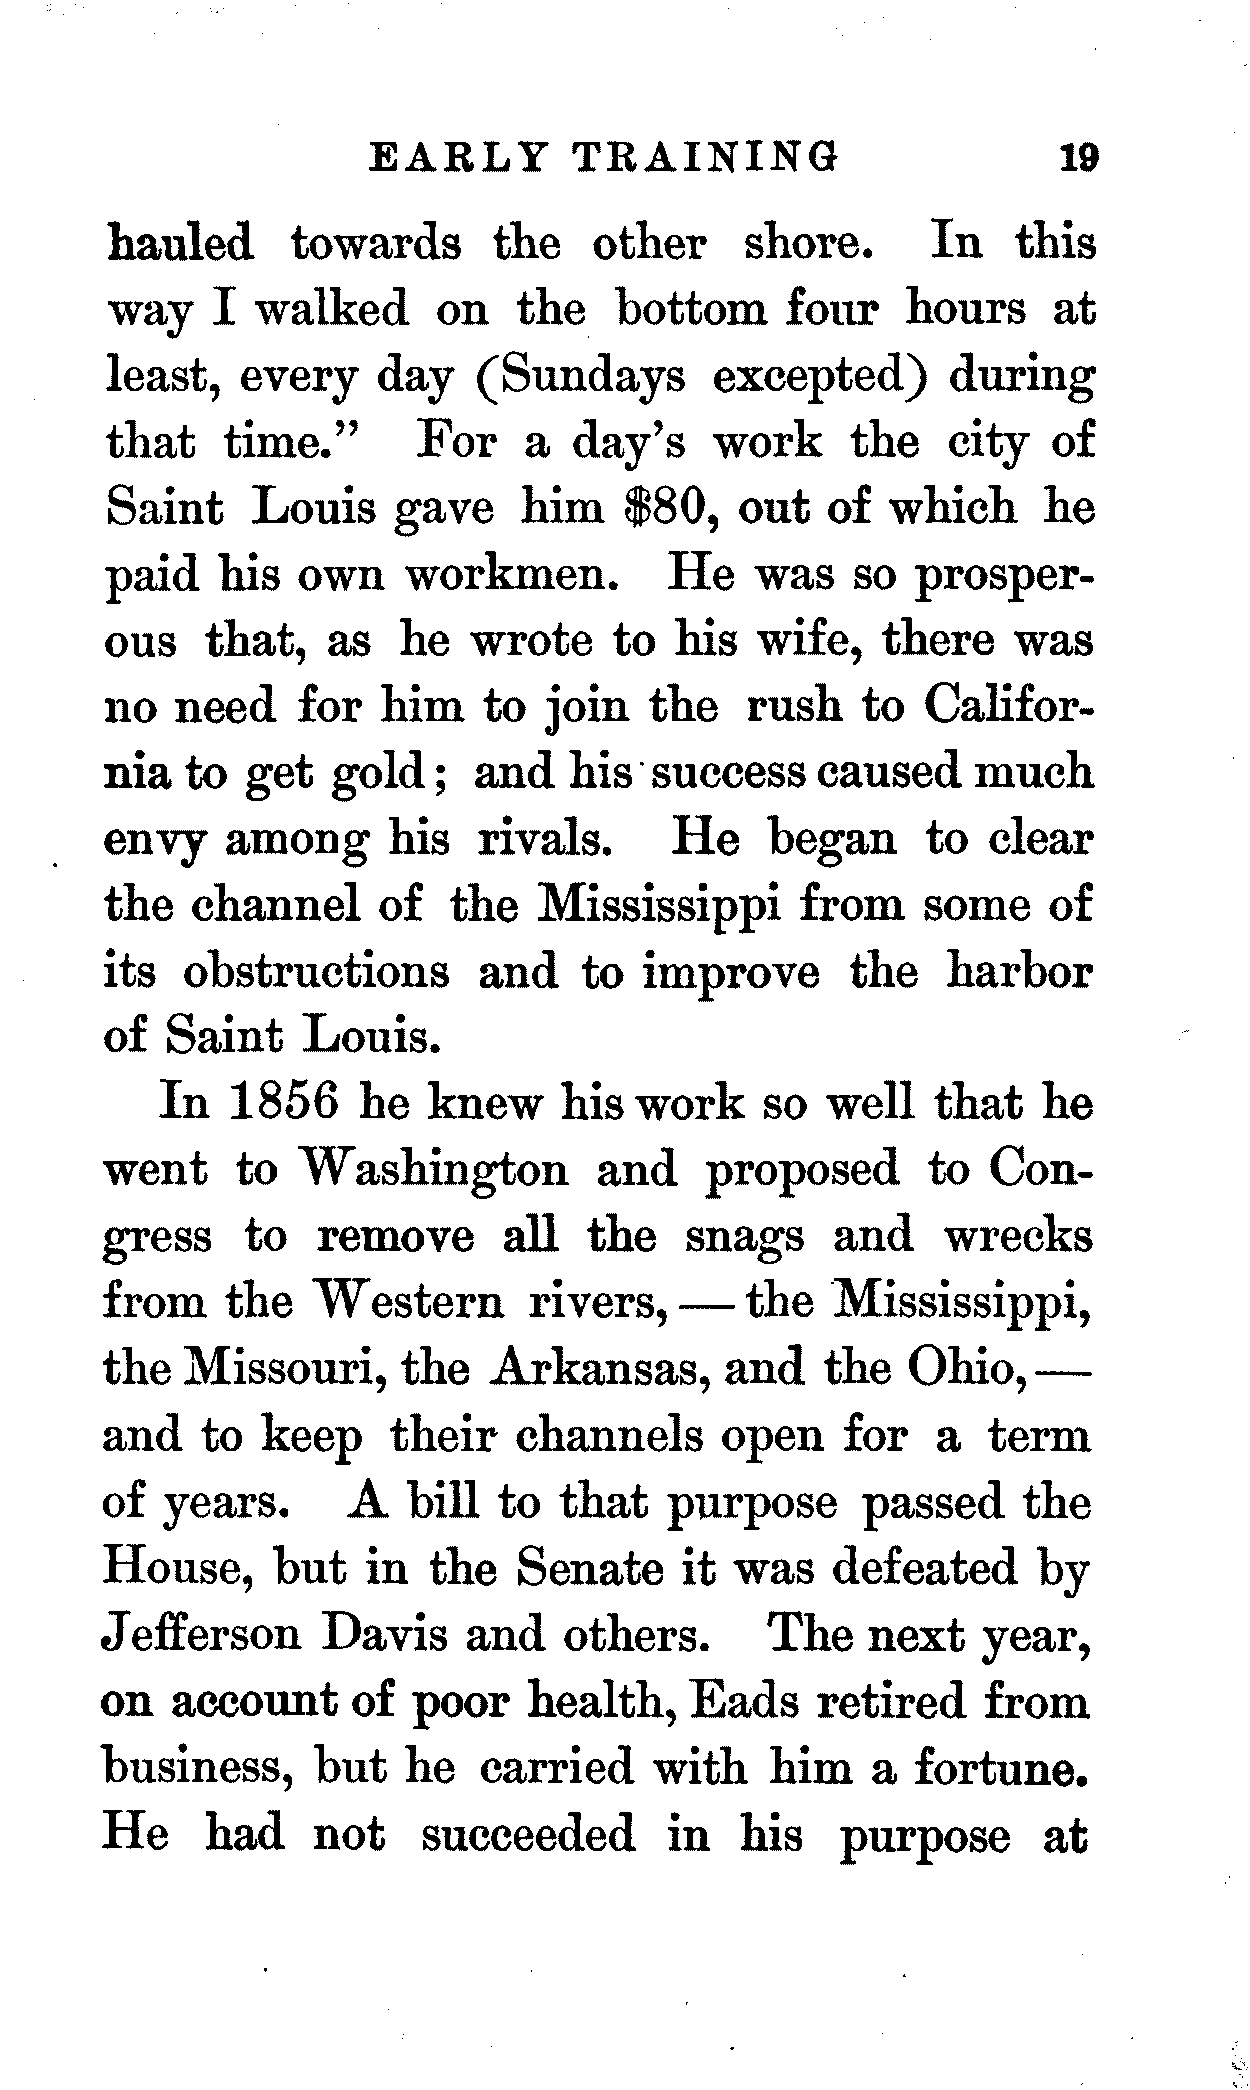 EARLY TRAINING 19
hauled towards the other shore. In this
way I walked on the bottom four hours at
least, every day (Sundays excepted) during
that time.” For a day’s work the city of
Saint Louis gave him $80, out of which he
paid his own workmen. He was so prosper-
ous that, as he wrote to his wife, there was
no need for him to join the rush to Califor-
nia to get gold; and his success caused much
envy among his rivals. He began to clear
the channel of the Mississippi from some of
its obstructions and to improve the harbor
of Saint Louis.
In 1856 he knew his work so well that he
went to Washington and proposed to Con-
gress to remove all the snags and wrecks
from the Western rivers, — the Mississippi,
the Missouri, the Arkansas, and the Ohio, —
and to keep their channels open for a term
of years. A bill to that purpose passed the
House, but in the Senate it was defeated by
Jefferson Davis and others. The next year,
on account of poor health, Eads retired from
business, but he carried with him a fortune.
He had not succeeded in his purpose at